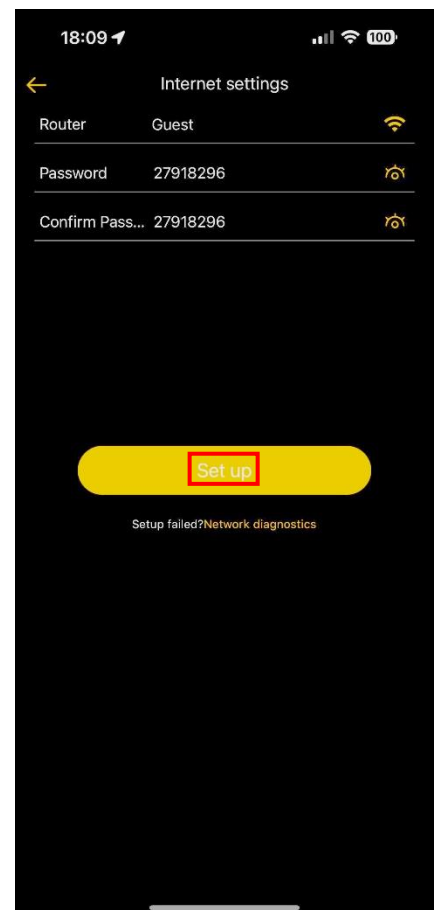 18:09 100
Internet settings
Router Guest
Password 27918296
Confirm Pass... 27918296
Set up
Setup failed?Network diagnostics